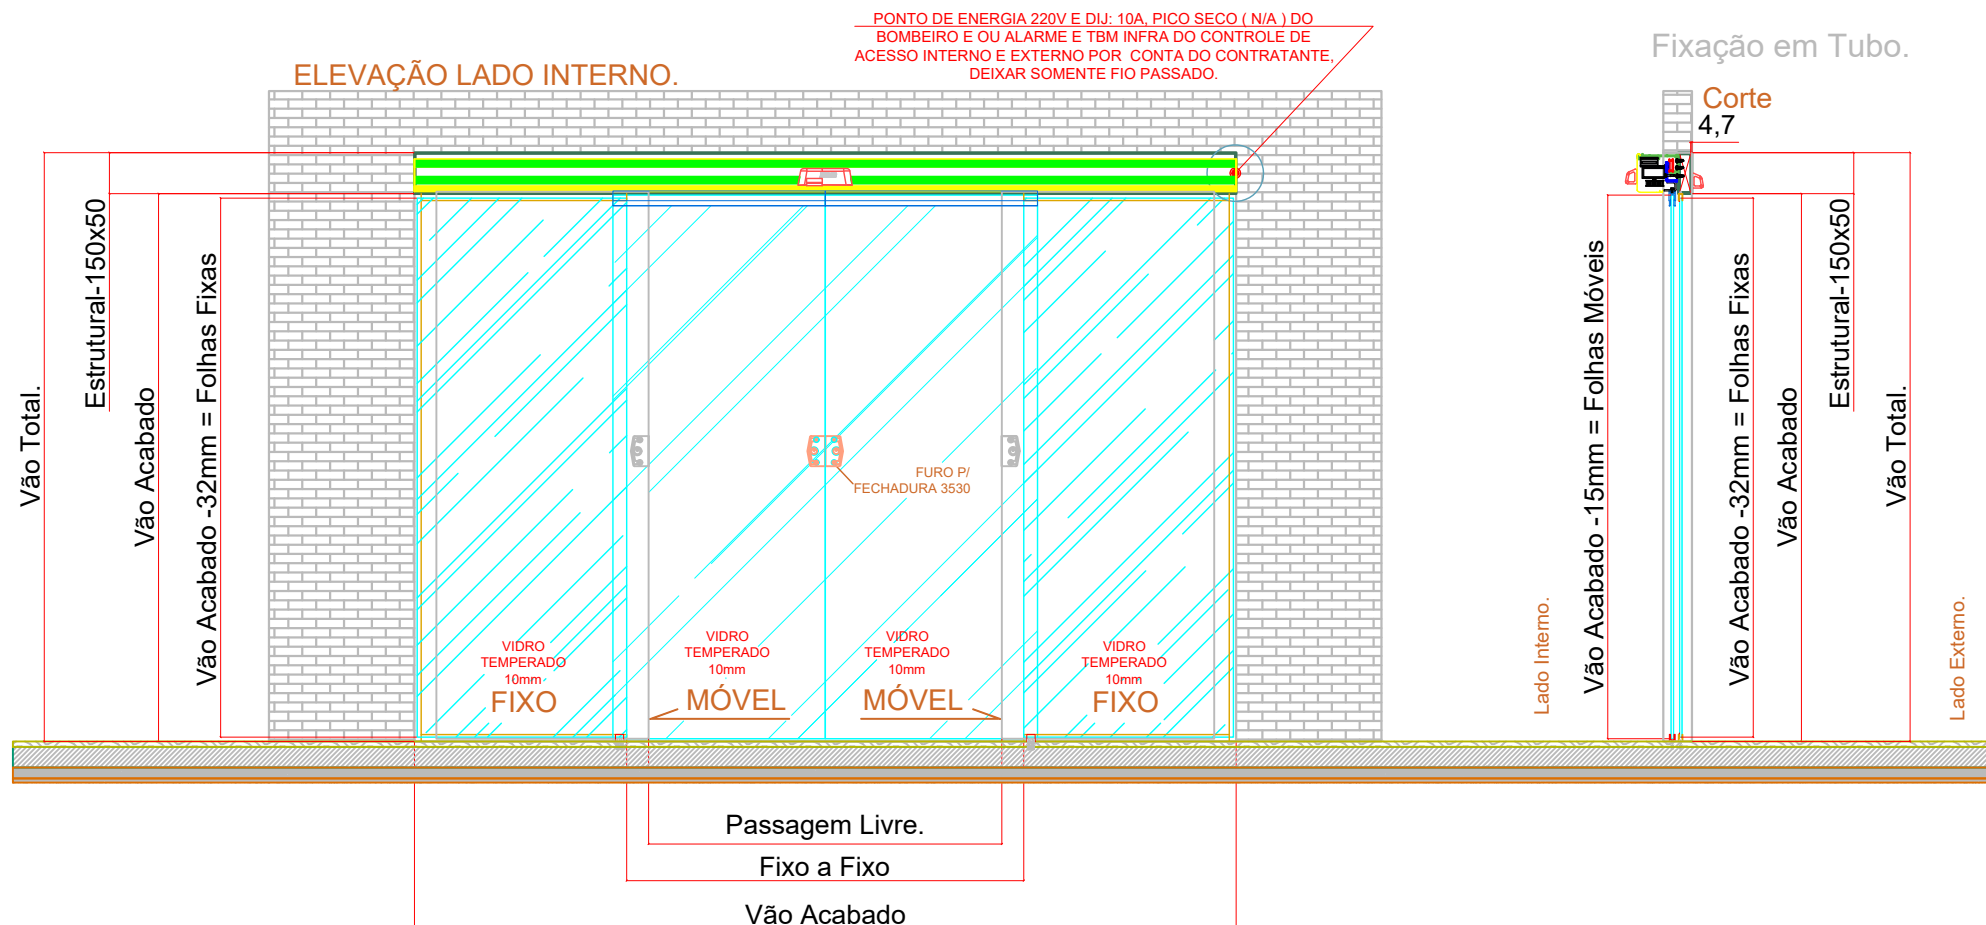 PONTO DE ENERGIA 220V E DIJ: 10A, PICO SECO ( N/A ) DO
BOMBEIRO E OU ALARME E TBM INFRA DO CONTROLE DE
ACESSO INTERNO E EXTERNO POR CONTA DO CONTRATANTE,
DEIXAR SOMENTE FIO PASSADO.
ELEVAÇÃO LADO INTERNO.
Fixação em Tubo.
Corte
4,7
Vão Total.
Estrutural-150x50
Vão Acabado
Vão Acabado -32mm = Folhas Fixas
FURO P/
FECHADURA 3530
VIDRO
TEMPERADO
10mm
FIXO
VIDRO
TEMPERADO
10mm
MÓVEL
VIDRO
TEMPERADO
10mm
MÓVEL
VIDRO
TEMPERADO
10mm
FIXO
Lado Interno.
Vão Acabado -15mm = Folhas Móveis
Vão Acabado -32mm = Folhas Fixas
Vão Acabado
Estrutural-150x50
Vão Total.
Lado Externo.
Passagem Livre.
Fixo a Fixo
Vão Acabado